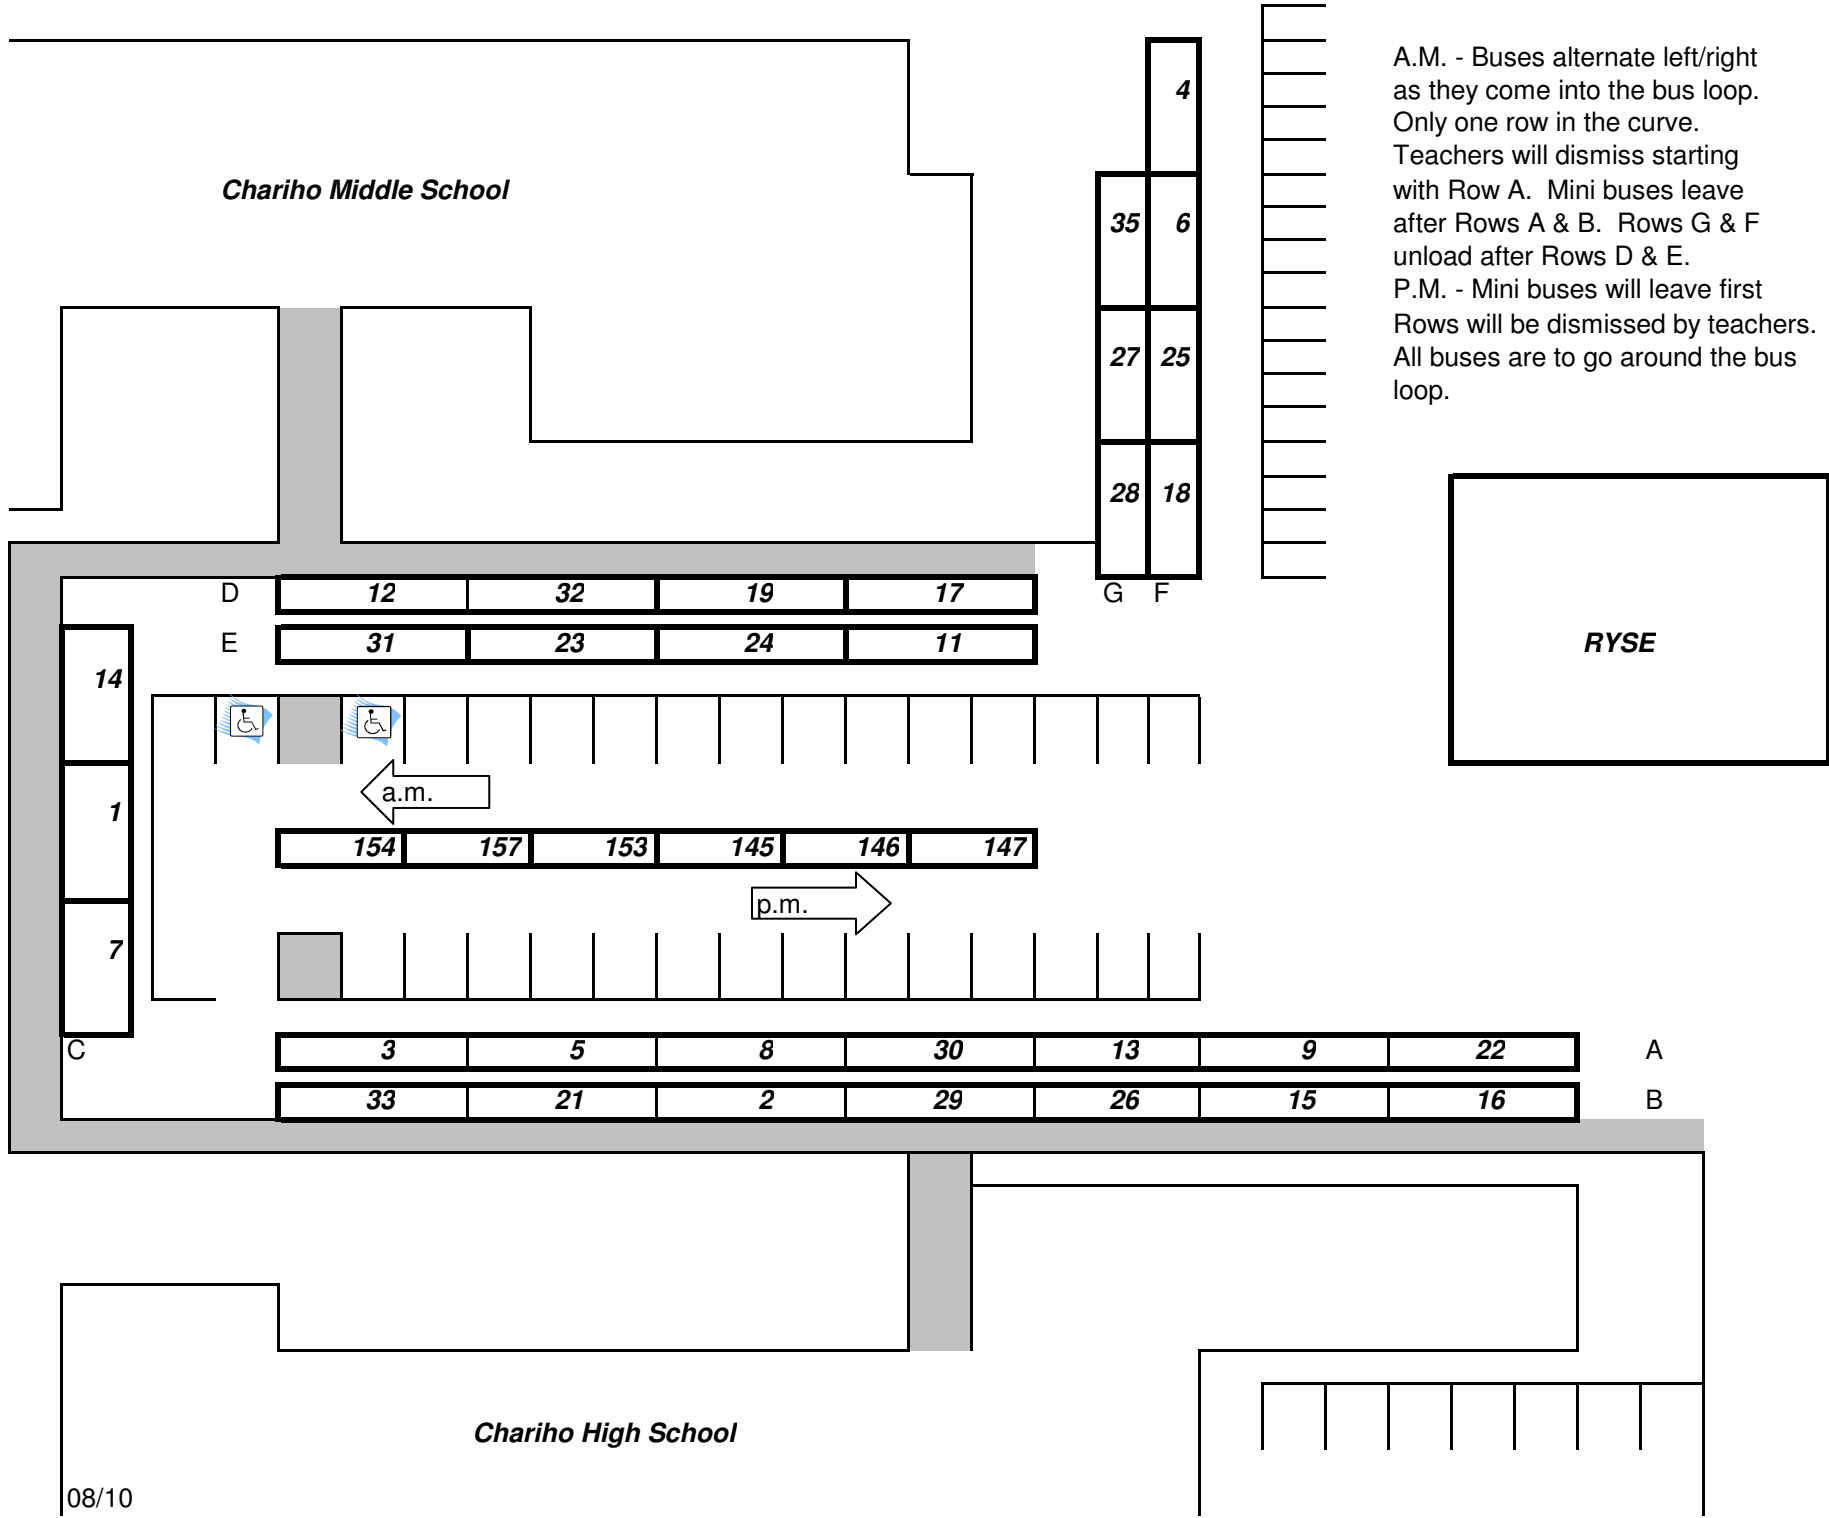 A.M. - Buses alternate left/right
as they come into the bus loop.
Only one row in the curve.
Teachers will dismiss starting
with Row A.  Mini buses leave
after Rows A & B.  Rows G & F
unload after Rows D & E.
P.M. - Mini buses will leave first
Rows will be dismissed by teachers.
All buses are to go around the bus
loop.
4
Chariho Middle School
35 6
27 25
28 18
G F
D 12 32 19 17
E 31 23 24 11
RYSE
14
1
7
C
a.m.
154 157 153 145 146 147
p.m.
3 5 8 30 13 9 22 A
33 21 2 29 26 15 16 B
Chariho High School
08/10